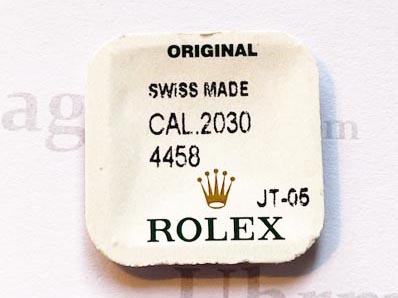 ORIGINAL
SWISS MADE
CAL.2030
4458
JT-05
ROLEX